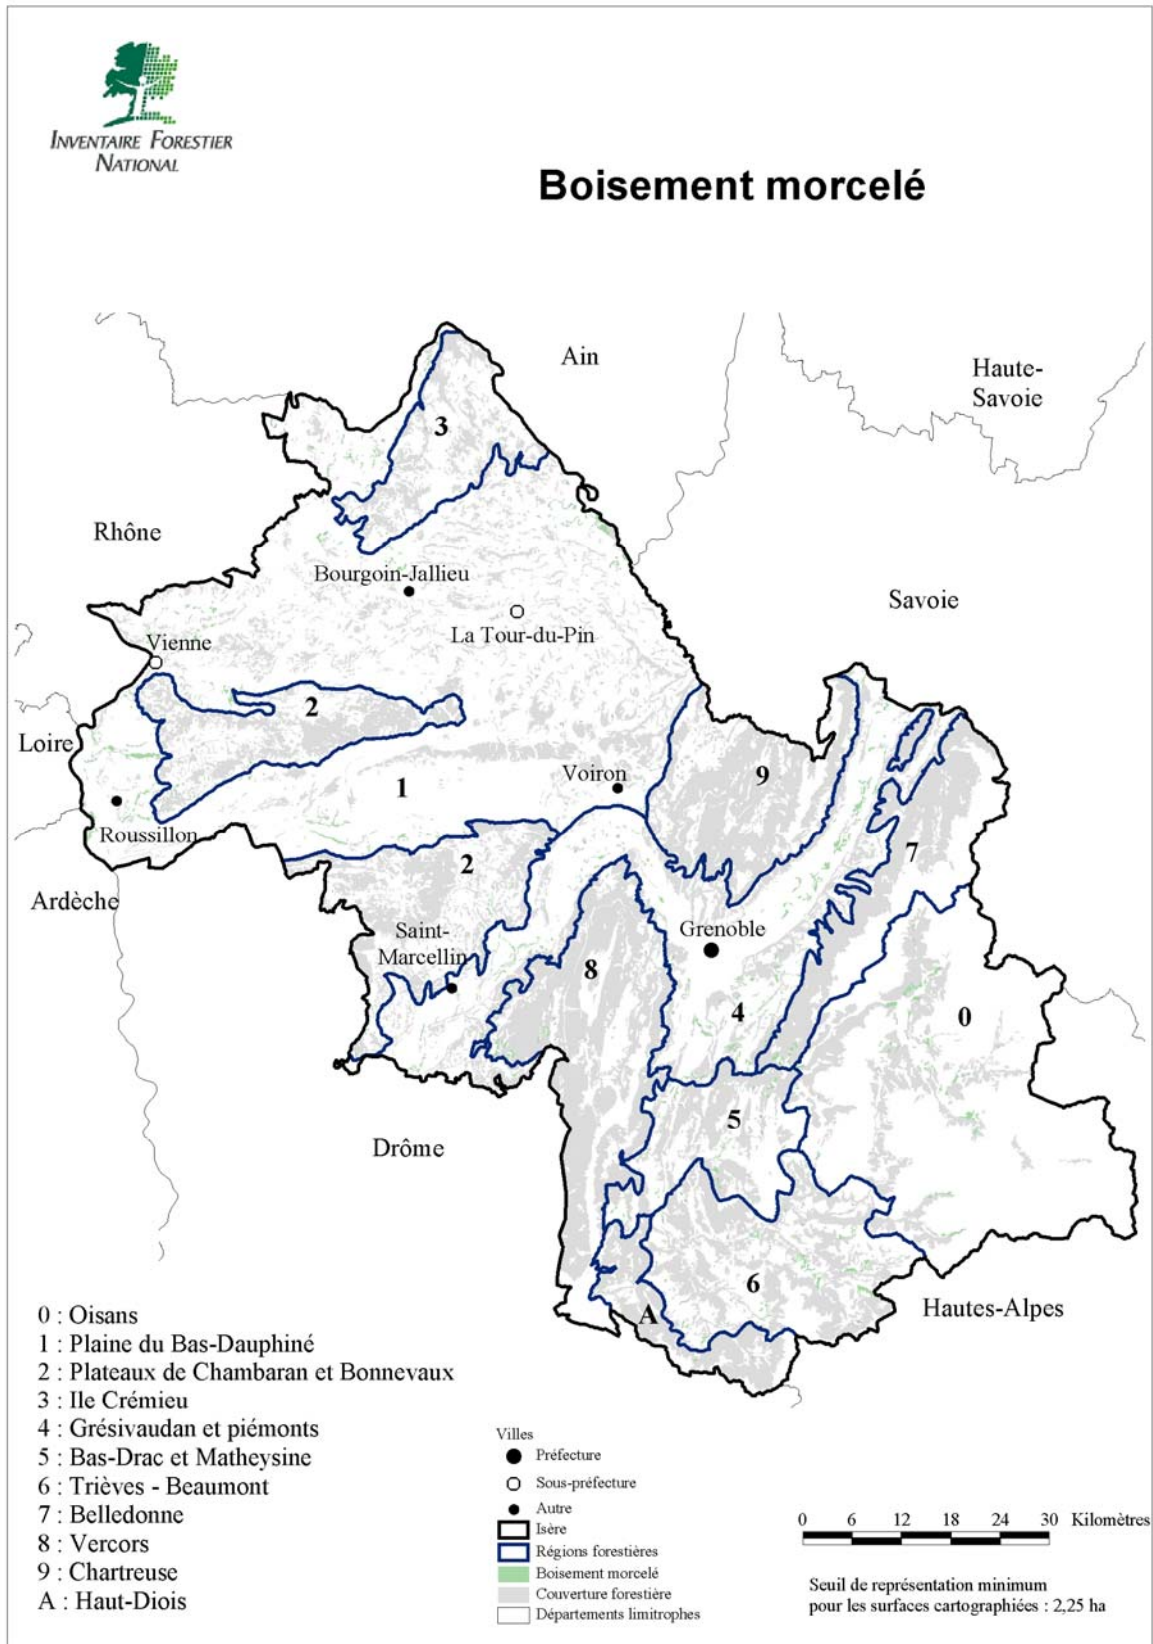 INVENTAIRE FORESTIER
NATIONAL
Boisement morcelé
Ain
Haute-
Savoie
3
Rhône
Bourgoin-Jallieu
Savoie
La Tour-du-Pin
Vienne
2
Loire
Voiron
9
1
Roussillon
2
7
Ardèche
Saint-
Marcellin
Grenoble
8
4
0
5
Drôme
6
Hautes-Alpes
A
0 : Oisans
1 : Plaine du Bas-Dauphiné
2 : Plateaux de Chambaran et Bonnevaux
3 : Ile Crémieu
4 : Grésivaudan et piémonts
5 : Bas-Drac et Matheysine
6 : Trièves - Beaumont
7 : Belledonne
8 : Vercors
9 : Chartreuse
A : Haut-Diois
Villes
Préfecture
Sous-préfecture
Autre
Isère
Régions forestières
Boisement morcelé
Couverture forestière
Départements limitrophes
0 6 12 18 24 30 Kilomètres
Seuil de représentation minimum
pour les surfaces cartographiées : 2,25 ha